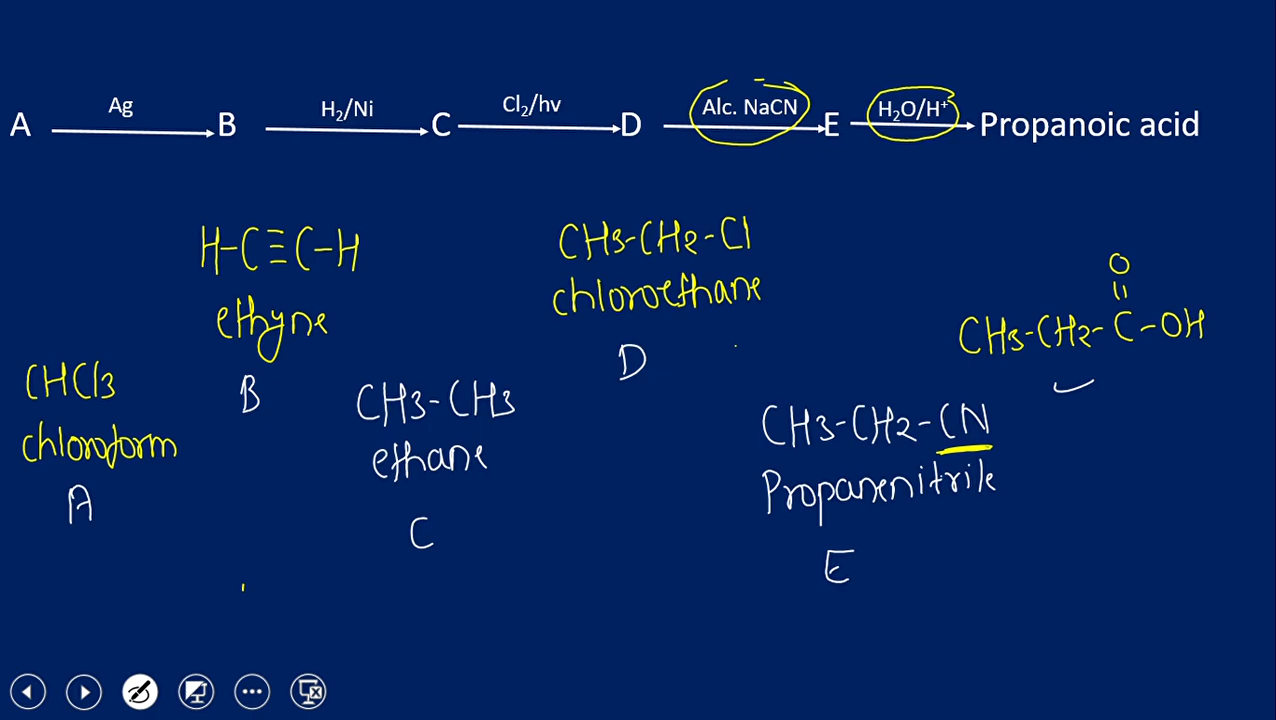 A Ag B H₂/Ni C Cl₂/hv D Alc. NaCN E H₂O/H⁺ Propanoic acid
H-C≡C-H
ethyne
B
CHCl3
chloroform
A
CH3-CH3
ethane
C
CH3-CH2-Cl
chloroethane
D
CH3-CH2-CN
Propanenitrile
E
O
CH3-CH2-C-OH